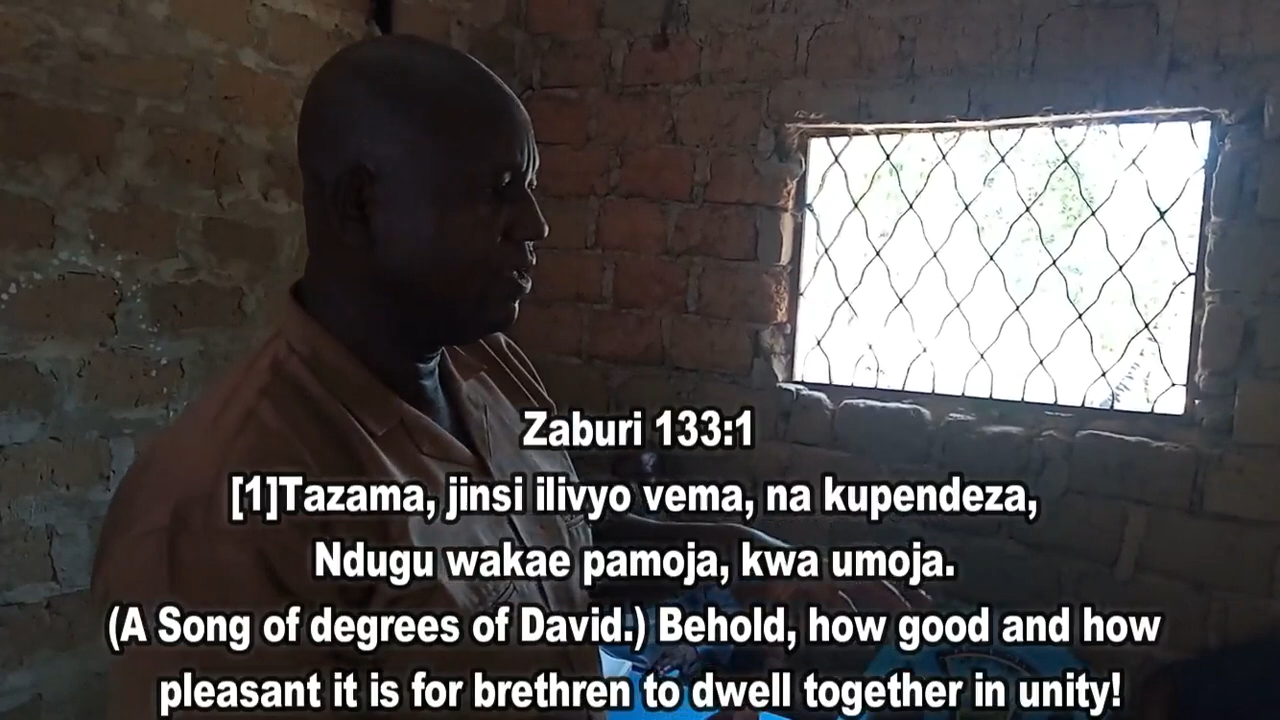 Zaburi 133:1
[1]Tazama, jinsi ilivyo vema, na kupendeza,
Ndugu wakae pamoja, kwa umoja.
(A Song of degrees of David.) Behold, how good and how
pleasant it is for brethren to dwell together in unity!